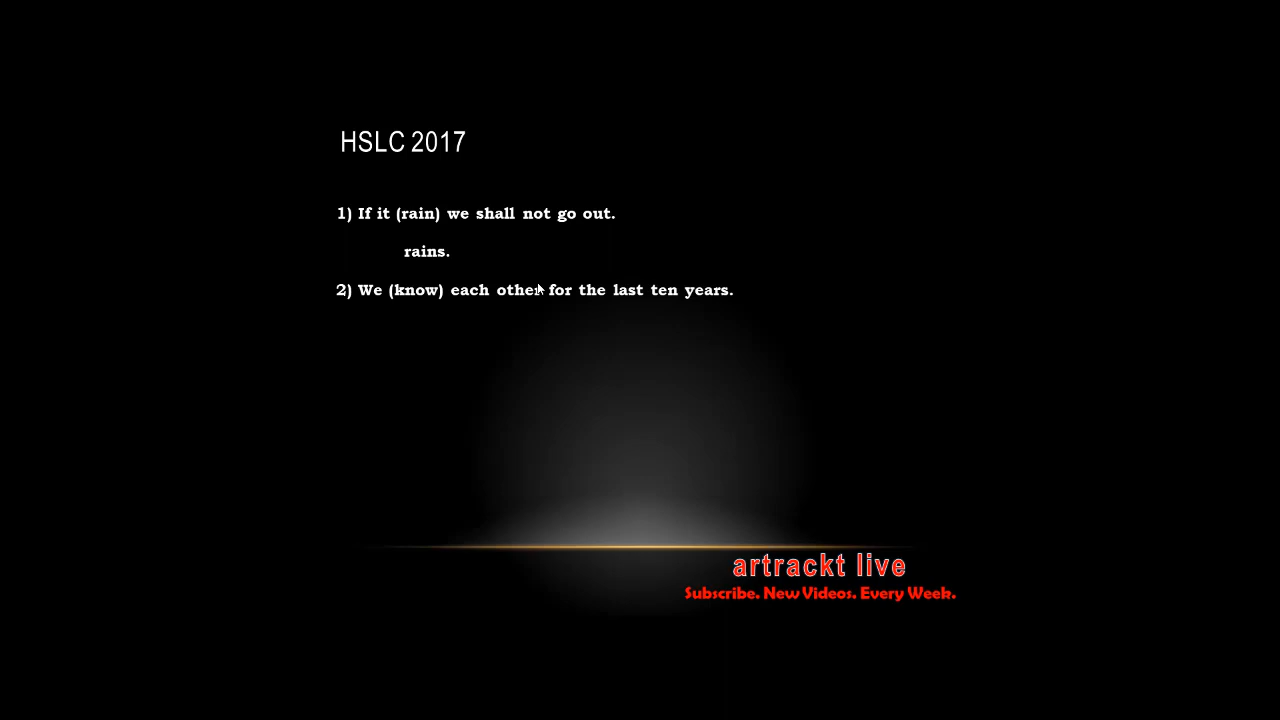 HSLC 2017
1) If it (rain) we shall not go out.
rains.
2) We (know) each other for the last ten years.
artrackt live
Subscribe. New Videos. Every Week.